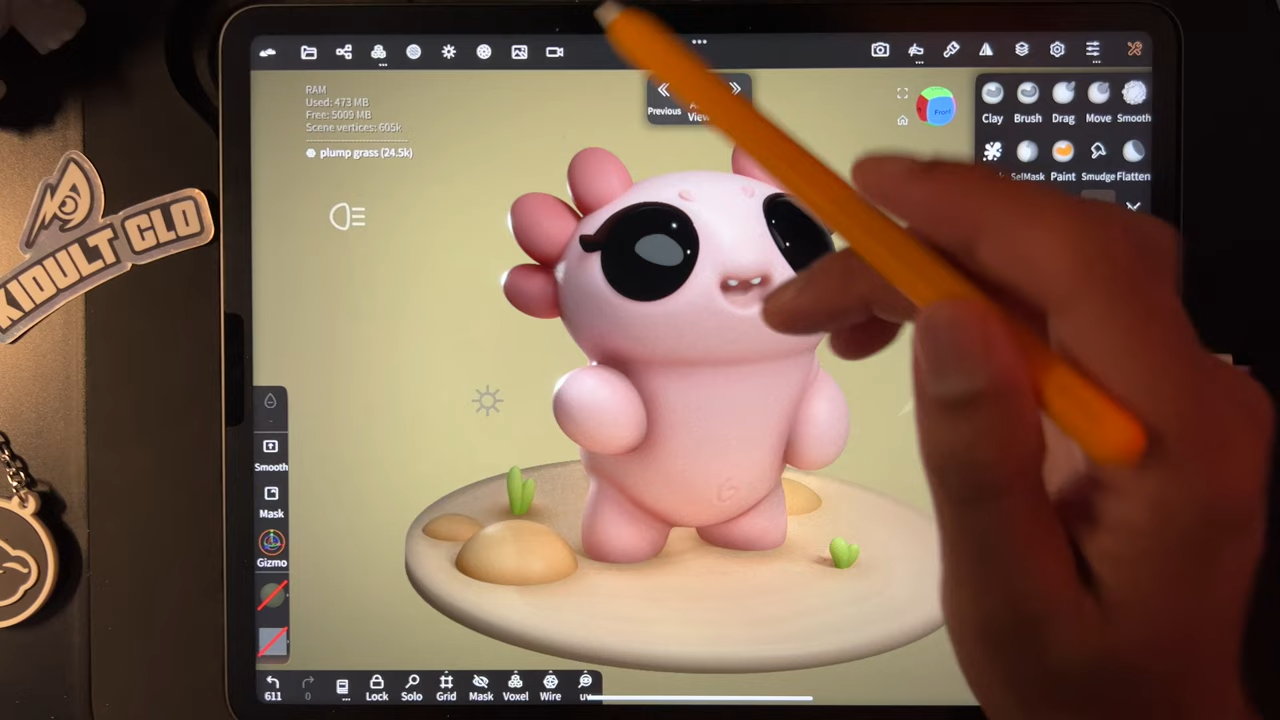 RAM
Used: 473 MB
Free: 5009 MB
Scene vertices: 605k
plump grass (24.5k)
Previous
View
Front
Clay Brush Drag Move Smooth
SelMask Paint Smudge Flatten
KIDULT CLO
Smooth
Mask
Gizmo
611 0 Lock Solo Grid Mask Voxel Wire uv